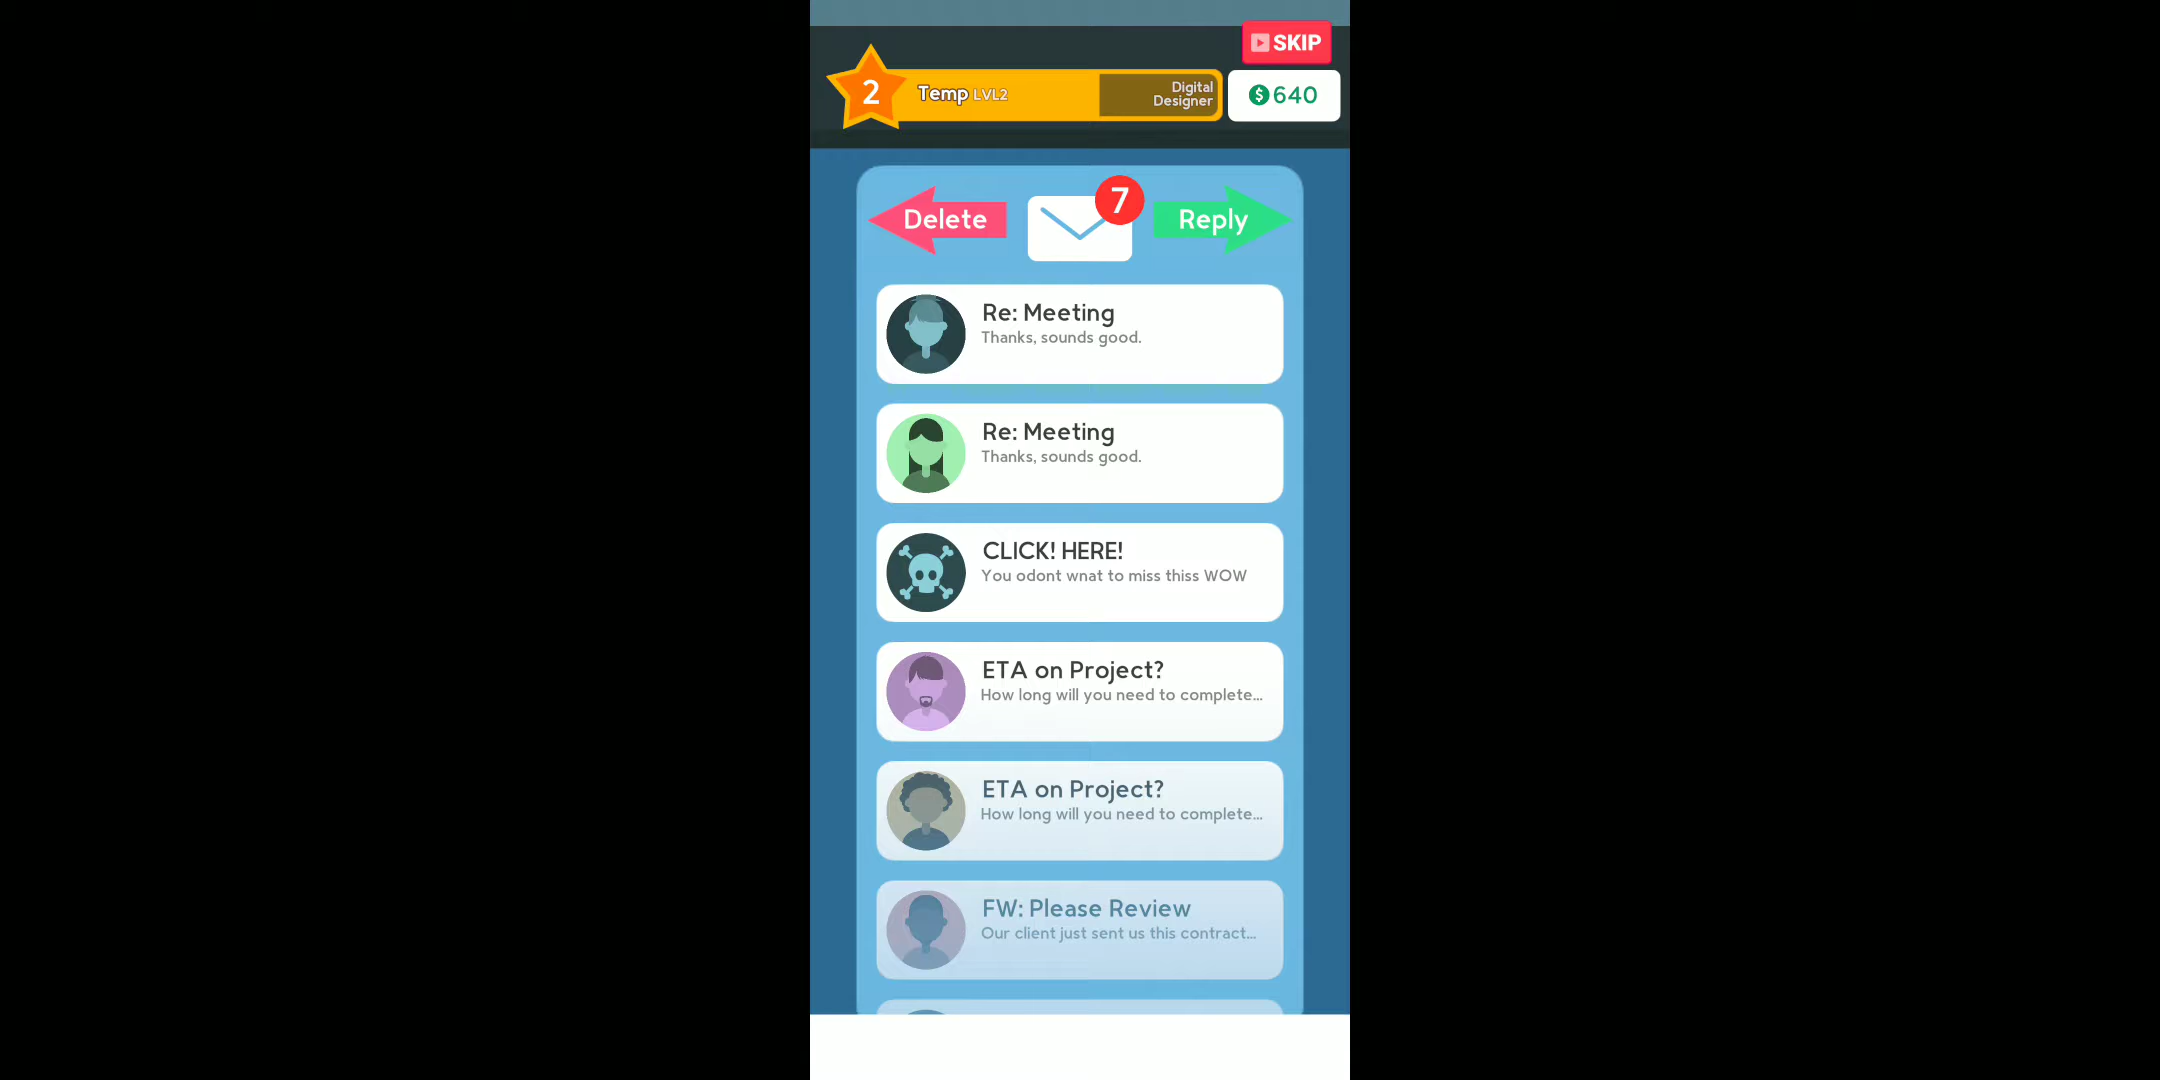 SKIP
2
Temp LVL2
Digital
Designer
$640
Delete
7
Reply
Re: Meeting
Thanks, sounds good.
Re: Meeting
Thanks, sounds good.
CLICK! HERE!
You odont wnat to miss thiss WOW
ETA on Project?
How long will you need to complete...
ETA on Project?
How long will you need to complete...
FW: Please Review
Our client just sent us this contract...